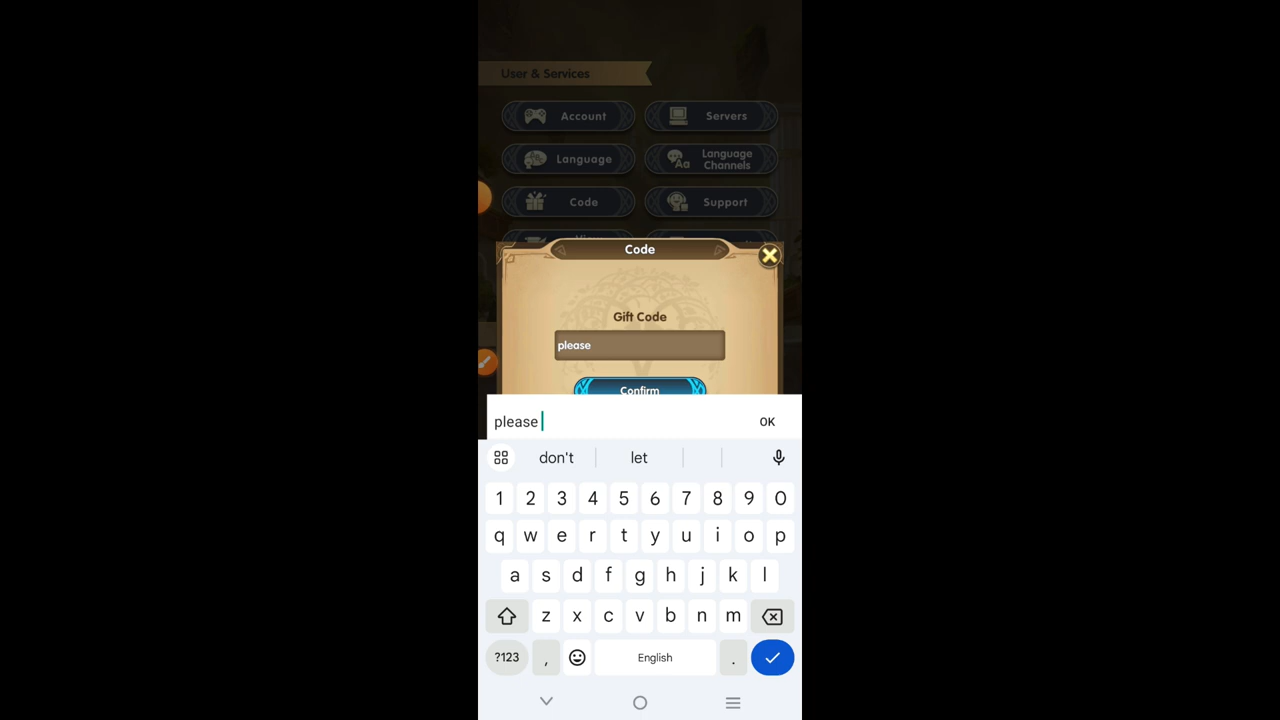 User & Services
Account
Servers
Language
Language
Channels
Aa
Code
Support
Code
Gift Code
please
Confirm
please
OK
don't
let
1 2 3 4 5 6 7 8 9 0
q w e r t y u i o p
a s d f g h j k l
z x c v b n m
?123
,
English
.